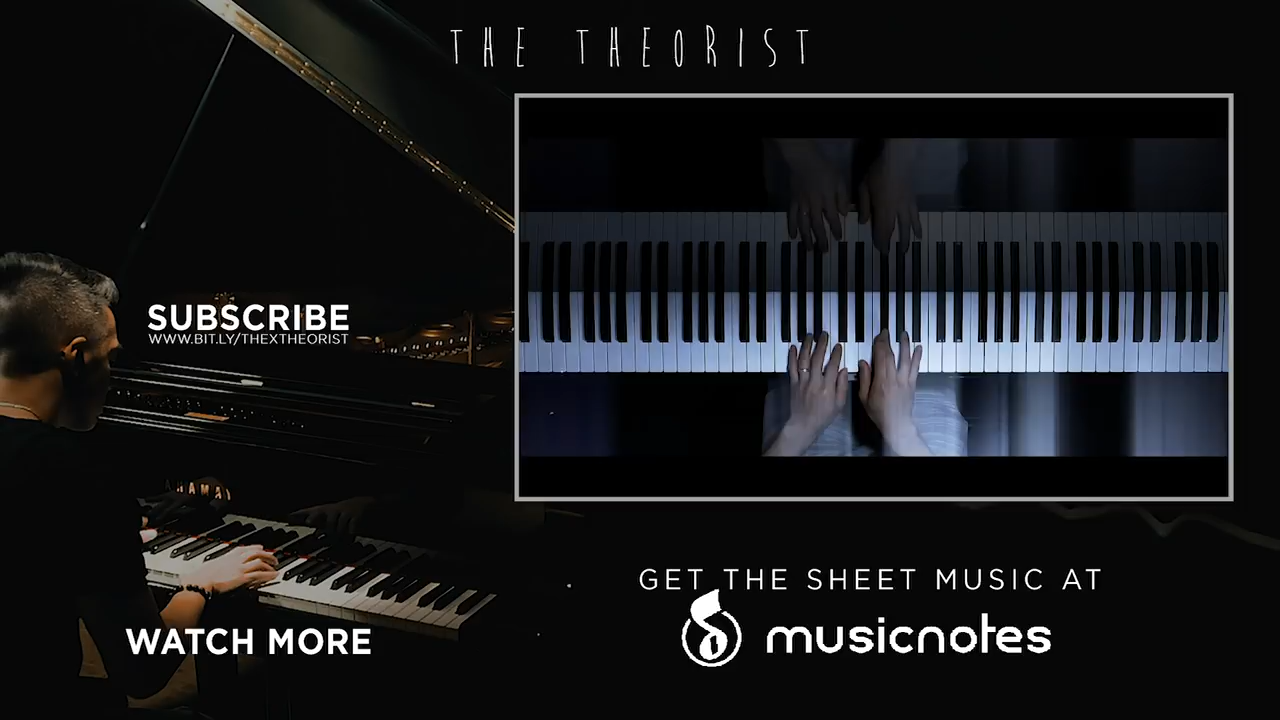 THE THEORIST
SUBSCRIBE
WWW.BIT.LY/THEXTHEORIST
WATCH MORE
GET THE SHEET MUSIC AT
musicnotes